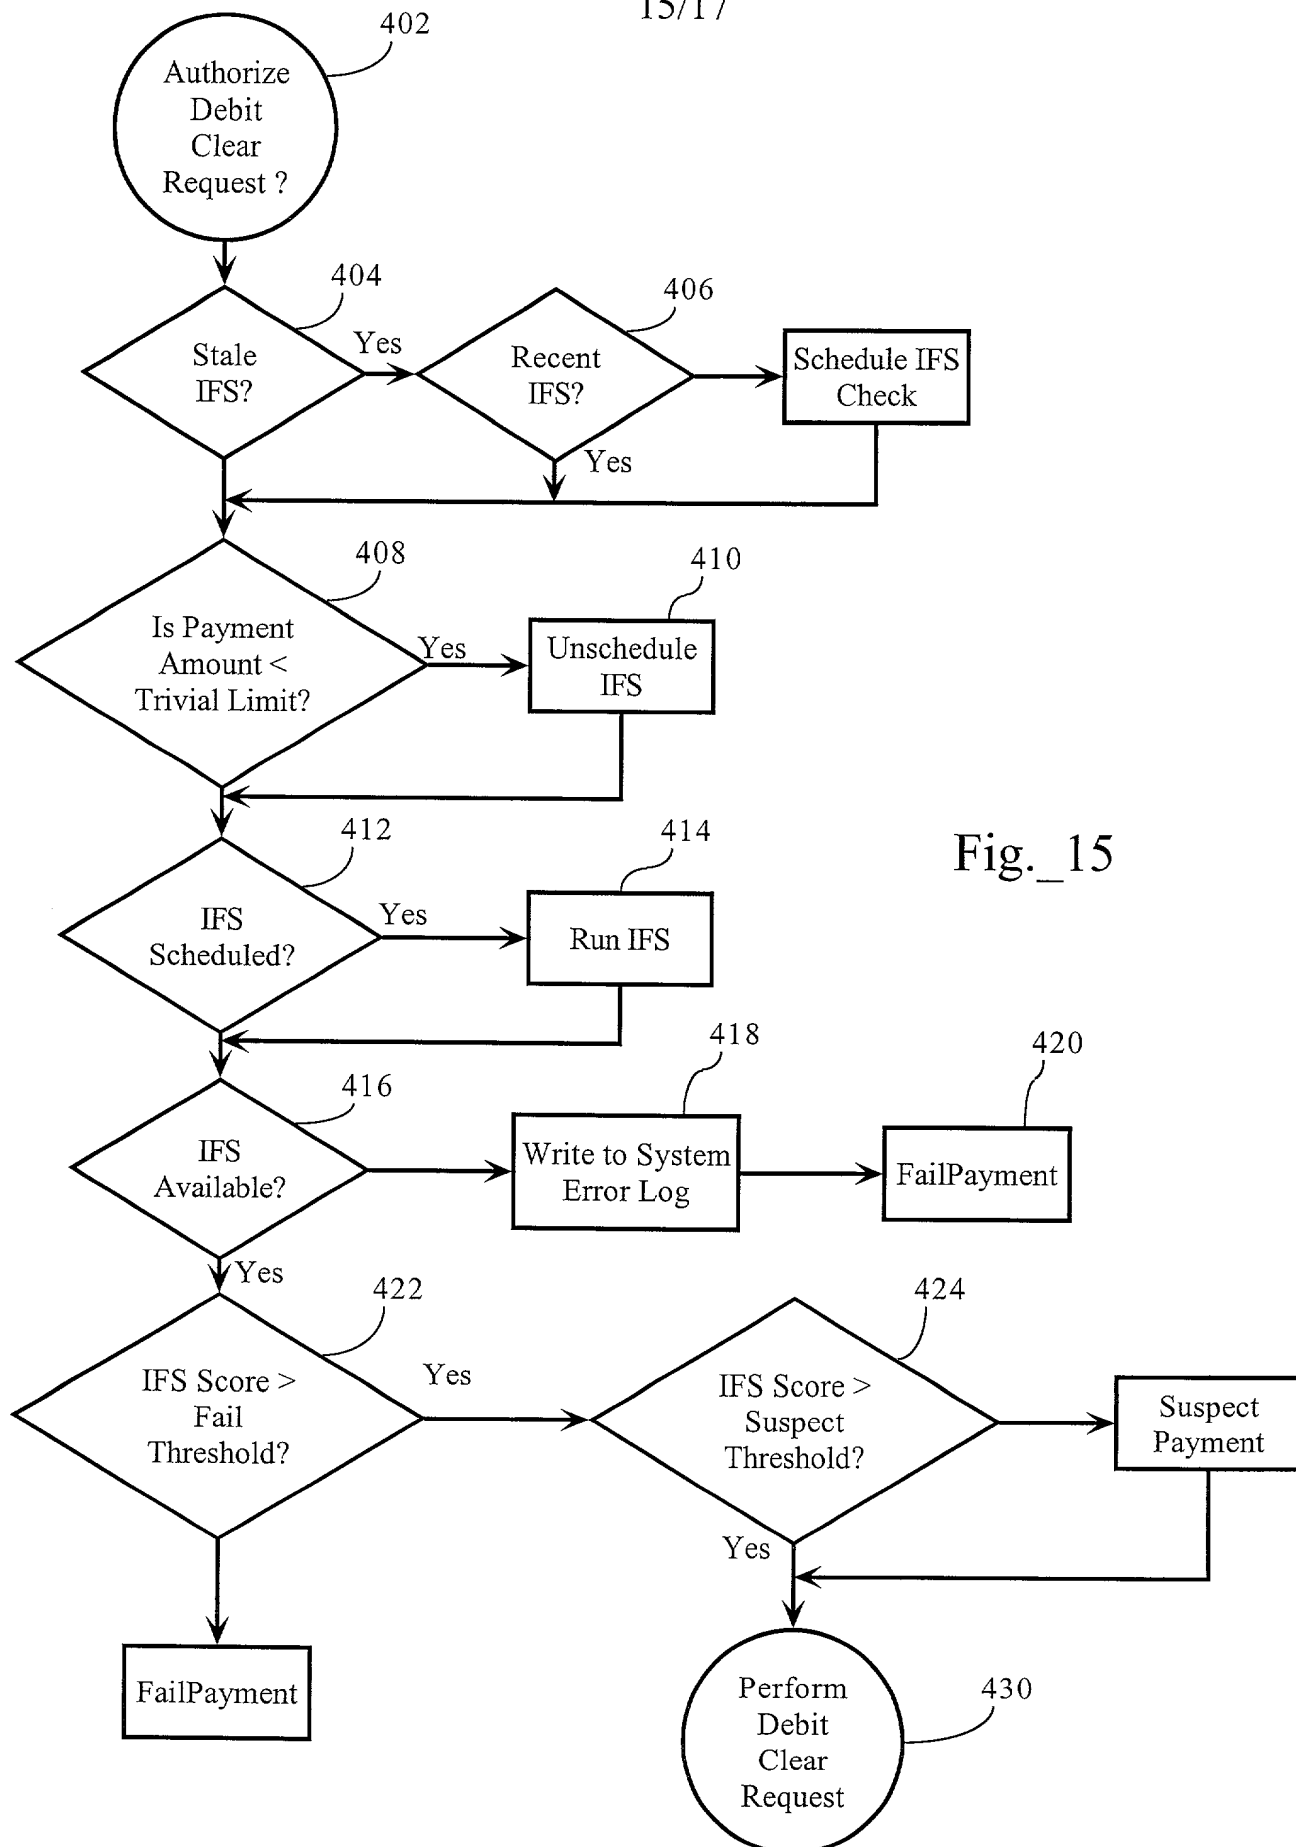 15/17
402
Authorize
Debit
Clear
Request ?
404
406
Stale
IFS?
Yes
Recent
IFS?
Schedule IFS
Check
Yes
408
410
Is Payment
Amount <
Trivial Limit?
Yes
Unschedule
IFS
412
414
Fig._15
IFS
Scheduled?
Yes
Run IFS
416
418
420
IFS
Available?
Write to System
Error Log
FailPayment
Yes
422
424
IFS Score >
Fail
Threshold?
Yes
IFS Score >
Suspect
Threshold?
Suspect
Payment
Yes
FailPayment
Perform
Debit
Clear
Request
430